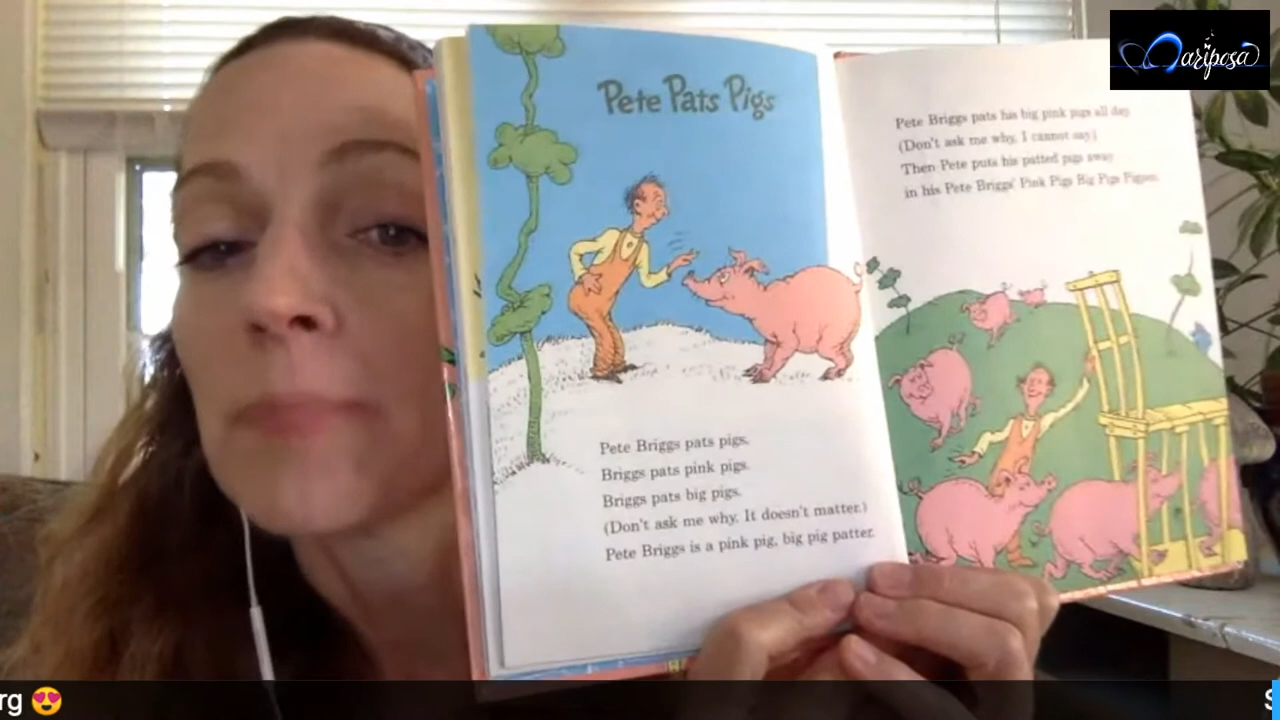 Mariposa
Pete Pats Pigs
Pete Briggs pats pigs.
Briggs pats pink pigs.
Briggs pats big pigs.
(Don't ask me why. It doesn't matter.)
Pete Briggs is a pink pig, big pig patter.
Pete Briggs pats his big pink pigs all day.
(Don't ask me why. I cannot say.)
Then Pete puts his patted pigs away
in his Pete Briggs' Pink Pigs Big Pigs Pigpen.
rg 😍
S